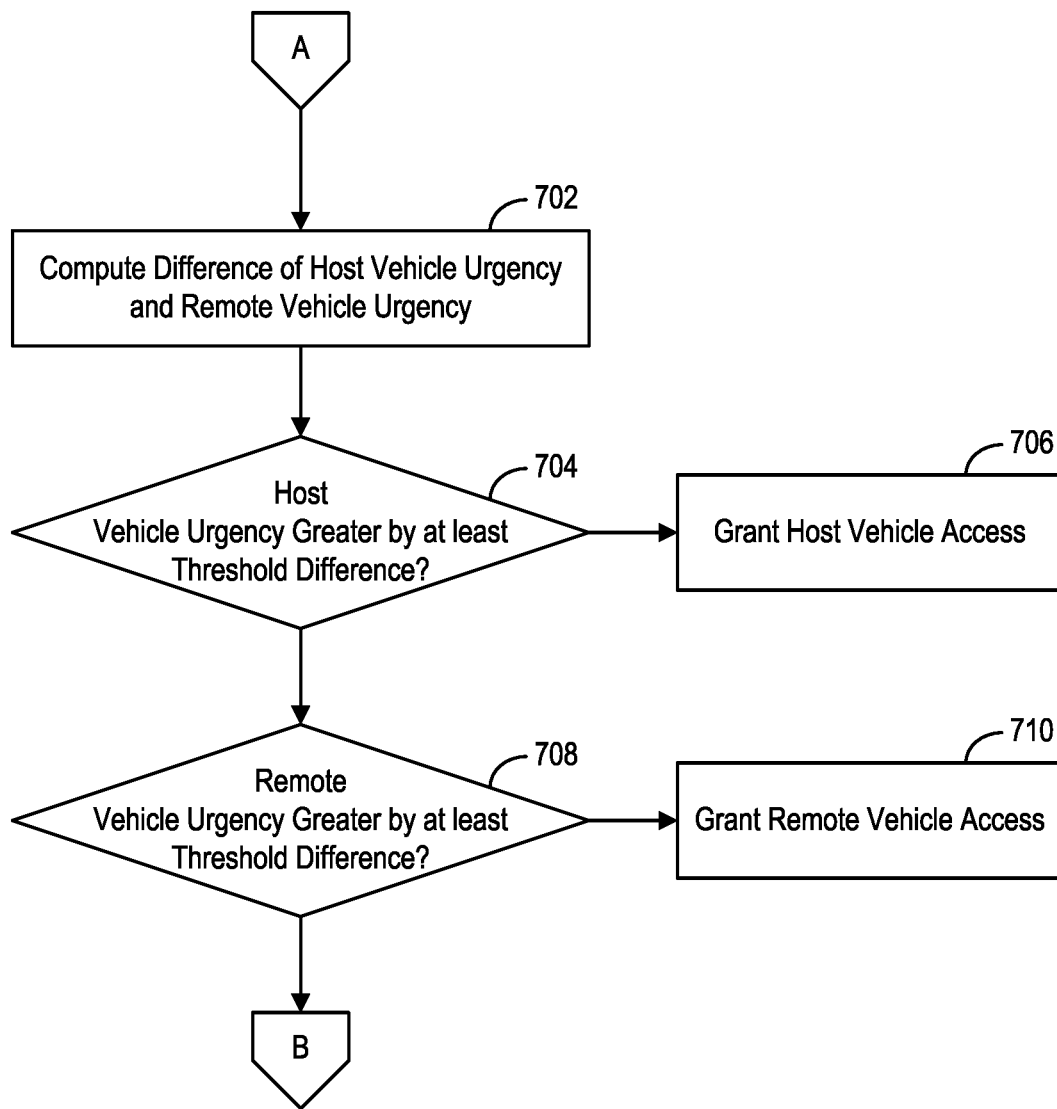 A
702
Compute Difference of Host Vehicle Urgency
and Remote Vehicle Urgency
704
Host
Vehicle Urgency Greater by at least
Threshold Difference?
706
Grant Host Vehicle Access
708
Remote
Vehicle Urgency Greater by at least
Threshold Difference?
710
Grant Remote Vehicle Access
B